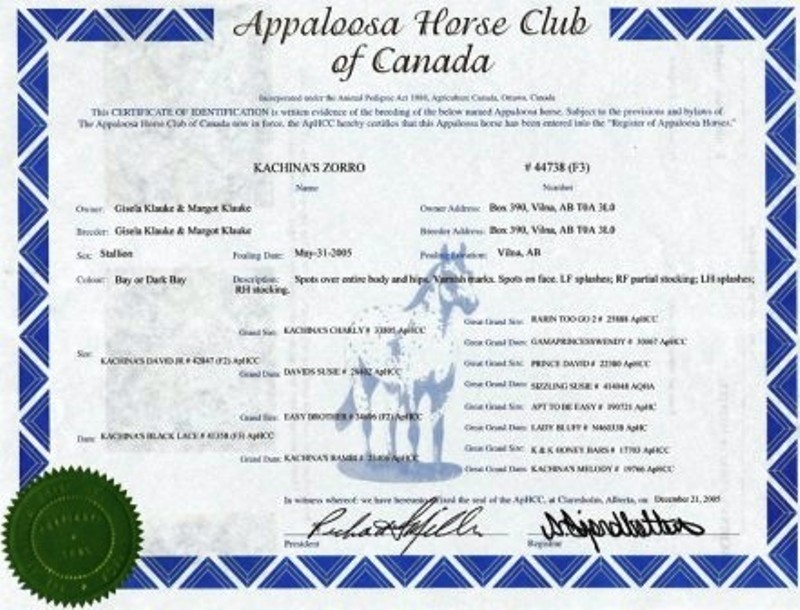 Appaloosa Horse Club
of Canada
Incorporated under the Animal Pedigree Act 1988, Agriculture Canada, Ottawa, Canada
This CERTIFICATE OF IDENTIFICATION is written evidence of the breeding of the below named Appaloosa horse. Subject to the provisions and bylaws of
The Appaloosa Horse Club of Canada now in force, the ApHCC hereby certifies that this Appaloosa horse has been entered into the "Register of Appaloosa Horses."
KACHINA'S ZORRO # 44738 (F3)
Name Number
Owner: Gisela Klauke & Margot Klauke Owner Address: Box 390, Vilna, AB T0A 3L0
Breeder: Gisela Klauke & Margot Klauke Breeder Address: Box 390, Vilna, AB T0A 3L0
Sex: Stallion Foaling Date: May-31-2005 Foaling Location: Vilna, AB
Colour: Bay or Dark Bay Description: Spots over entire body and hips. Varnish marks. Spots on face. LF splashes; RF partial stocking; LH splashes;
RH stocking.
Great Grand Sire: RARIN TOO GO 2 # 25888 ApHCC
Grand Sire: KACHINA'S CHARLY # ApHCC
Great Grand Dam: GAMAPRINCESSWENDY # ApHCC
Sire: KACHINA'S DAVID JR # 42847 (F2) ApHCC
Great Grand Sire: PRINCE DAVID # 22380 ApHCC
Grand Dam: DAVIDS SUSIE # ApHCC
Great Grand Dam: SIZZLING SUSIE # AQHA
Great Grand Sire: APT TO BE EASY # ApHC
Grand Sire: EASY BROTHER # (F2) ApHCC
Great Grand Dam: LADY BLUFF # ApHC
Dam: KACHINA'S BLACK LACE # ApHCC
Great Grand Sire: K & K HONEY BARS # 17703 ApHCC
Grand Dam: KACHINA'S BAMBI # ApHCC
Great Grand Dam: KACHINA'S MELODY # 19766 ApHCC
In witness whereof: we have hereunto affixed the seal of the ApHCC, at Claresholm, Alberta, on December 21, 2005
President Registrar